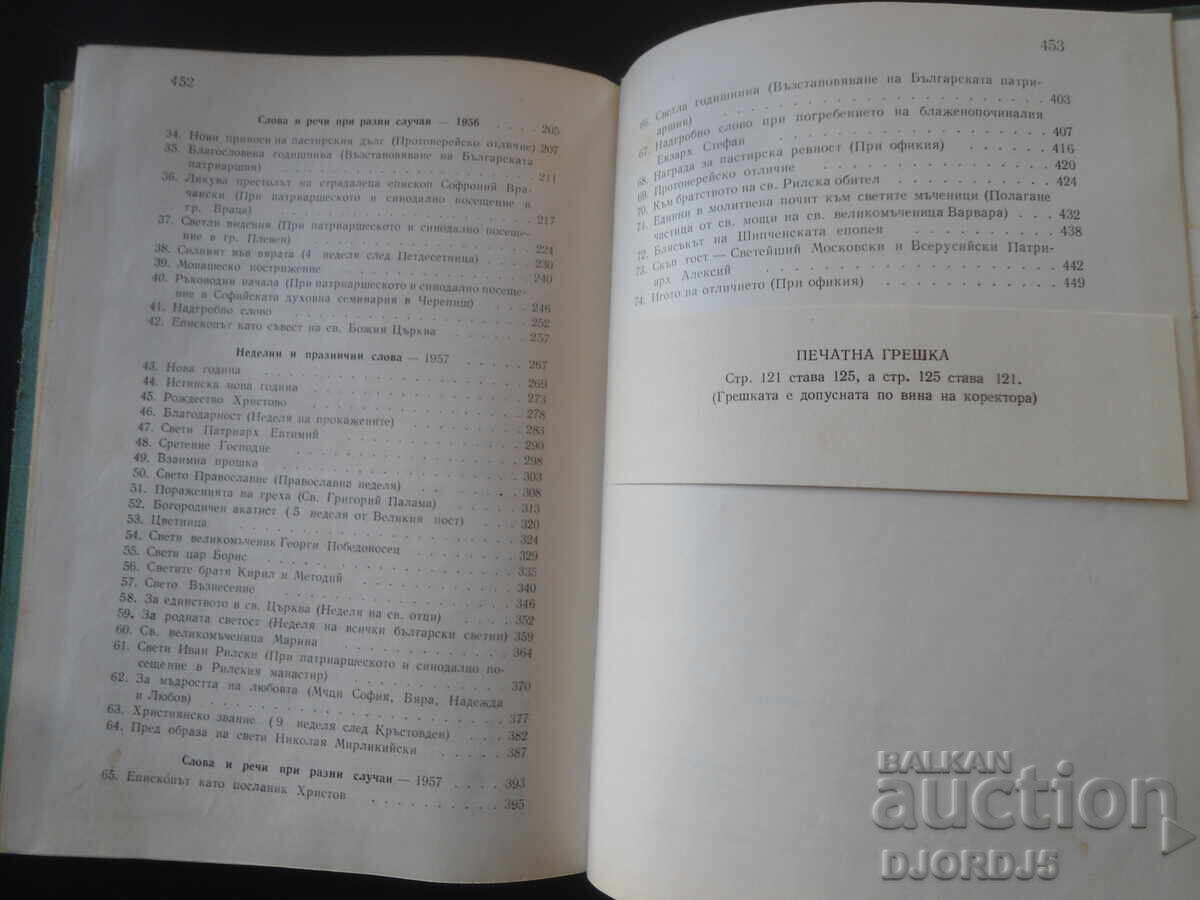 452
Слова и речи при разни случаи — 1956 . . . . 205
34. Нови приноси на пастирския дълг (Протоиерейско отличие) 207
35. Благословена годишнина (Възстановяване на Българската
патриаршия) . . . . . . . . 211
36. Ликува престолът на страдалеца епископ Софроний Вра-
чански (При патриаршеското и синодално посещение в
гр. Враца) . . . . . . . . 217
37. Светли видения (При патриаршеското и синодално посеще-
ние в гр. Плевен) . . . . . . . . 224
38. Силният във вярата (4 неделя след Петдесетница) . . . . 230
39. Монашеско пострижение . . . . . . . . 240
40. Ръководни начала (При патриаршеското и синодално посеще-
ние в Софийската духовна семинария в Черепиш) . . . 246
41. Надгробно слово . . . . . . . . 252
42. Епископът като съвест на св. Божия Църква . . . . 257
Неделни и празнични слова — 1957 . . . . 267
43. Нова година . . . . . . . .
44. Истинска нова година . . . . . . . . 269
45. Рождество Христово . . . . . . . . 273
46. Благодарност (Неделя на прокажените) . . . . 278
47. Свети Патриарх Евтимий . . . . . . . . 283
48. Сретение Господне . . . . . . . . 290
49. Взаимна прошка . . . . . . . . 298
50. Свето Православие (Православна неделя) . . . . 303
51. Пораженията на греха (Св. Григорий Палама) . . . . 308
52. Богородичен акатист (5 неделя от Великия пост) . . . 313
53. Цветница . . . . . . . . 320
54. Свети великомъченик Георги Победоносец . . . . 324
55. Свети цар Борис . . . . . . . . 329
56. Светите братя Кирил и Методий . . . . . . . . 335
57. Свето Възнесение . . . . . . . . 340
58. За единството в св. Църква (Неделя на св. отци) . . . 346
59. За родната светост (Неделя на всички български светии) 352
60. Св. великомъченица Марина . . . . . . . . 359
61. Свети Иван Рилски (При патриаршеското и синодално по- 364
сещение в Рилския манастир) . . . . . . . .
62. За мъдростта на любовта (Мчци София, Вяра, Надежда 370
и Любов) . . . . . . . .
63. Християнско звание (9 неделя след Кръстовден) . . . . 377
64. Пред образа на свети Николая Мирликийски . . . . 382
387
Слова и речи при разни случаи — 1957 . . . . 393
65. Епископът като посланик Христов . . . . . . . . 395
453
66. Светла годишнина (Възстановяване на Българската патри-
аршия) . . . . . . . . 403
67. Надгробно слово при погребението на блаженопочиналия
Екзарх Стефан . . . . . . . . 407
68. Награда за пастирска ревност (При офикия) . . . . 416
69. Протоиерейско отличие . . . . . . . . 420
70. Към братството на св. Рилска обител . . . . . . . . 424
71. Единни в молитвена почит към светите мъченици (Полагане
частица от св. мощи на св. великомъченица Варвара) . . . 432
72. Блясъкът на Шипченската епопея . . . . . . . . 438
73. Скъп гост — Светейший Московски и Всерусийски Патри-
арх Алексий . . . . . . . . 442
74. Игото на отличието (При офикия) . . . . . . . . 449
ПЕЧАТНА ГРЕШКА
Стр. 121 става 125, а стр. 125 става 121.
(Грешката е допусната по вина на коректора)
BALKAN
auction
DJORDJ5